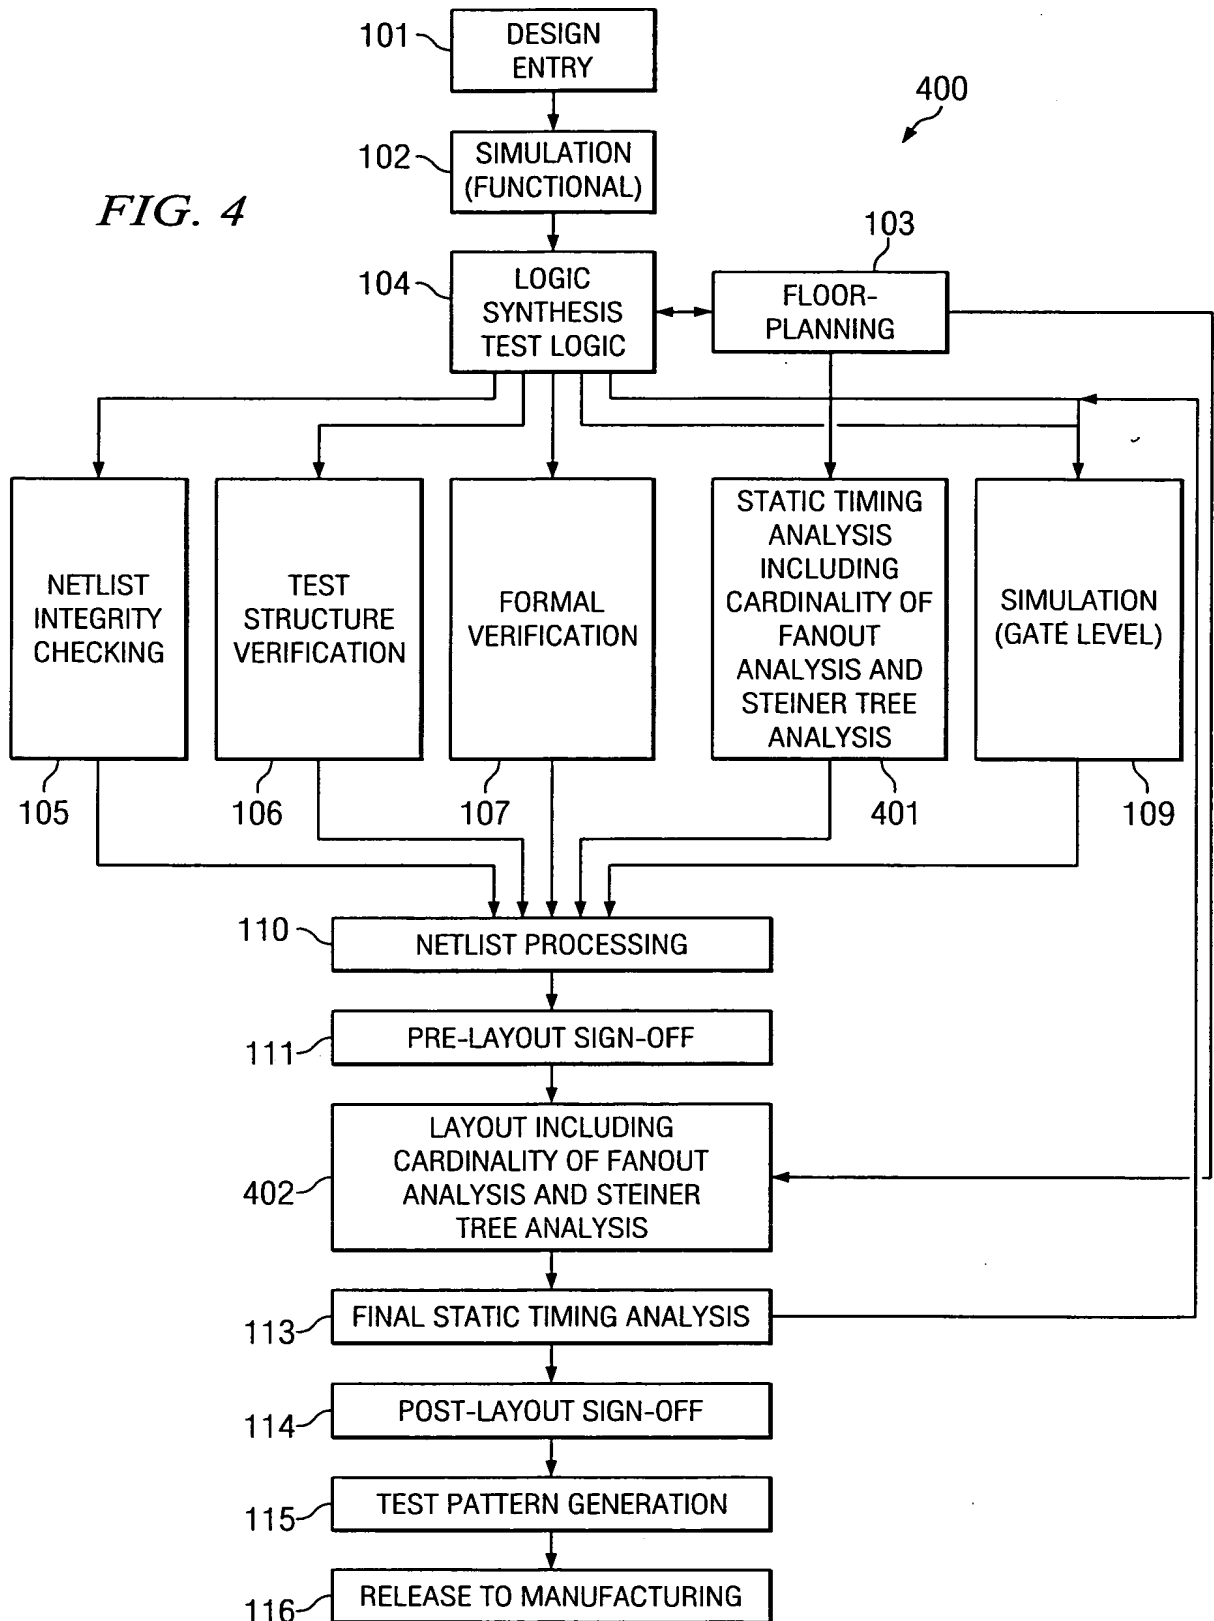 101
DESIGN
ENTRY
400
102
SIMULATION
(FUNCTIONAL)
FIG. 4
103
104
LOGIC
SYNTHESIS
TEST LOGIC
FLOOR-
PLANNING
NETLIST
INTEGRITY
CHECKING
TEST
STRUCTURE
VERIFICATION
FORMAL
VERIFICATION
STATIC TIMING
ANALYSIS
INCLUDING
CARDINALITY OF
FANOUT
ANALYSIS AND
STEINER TREE
ANALYSIS
SIMULATION
(GATE LEVEL)
105
106
107
401
109
110
NETLIST PROCESSING
111
PRE-LAYOUT SIGN-OFF
402
LAYOUT INCLUDING
CARDINALITY OF FANOUT
ANALYSIS AND STEINER
TREE ANALYSIS
113
FINAL STATIC TIMING ANALYSIS
114
POST-LAYOUT SIGN-OFF
115
TEST PATTERN GENERATION
116
RELEASE TO MANUFACTURING